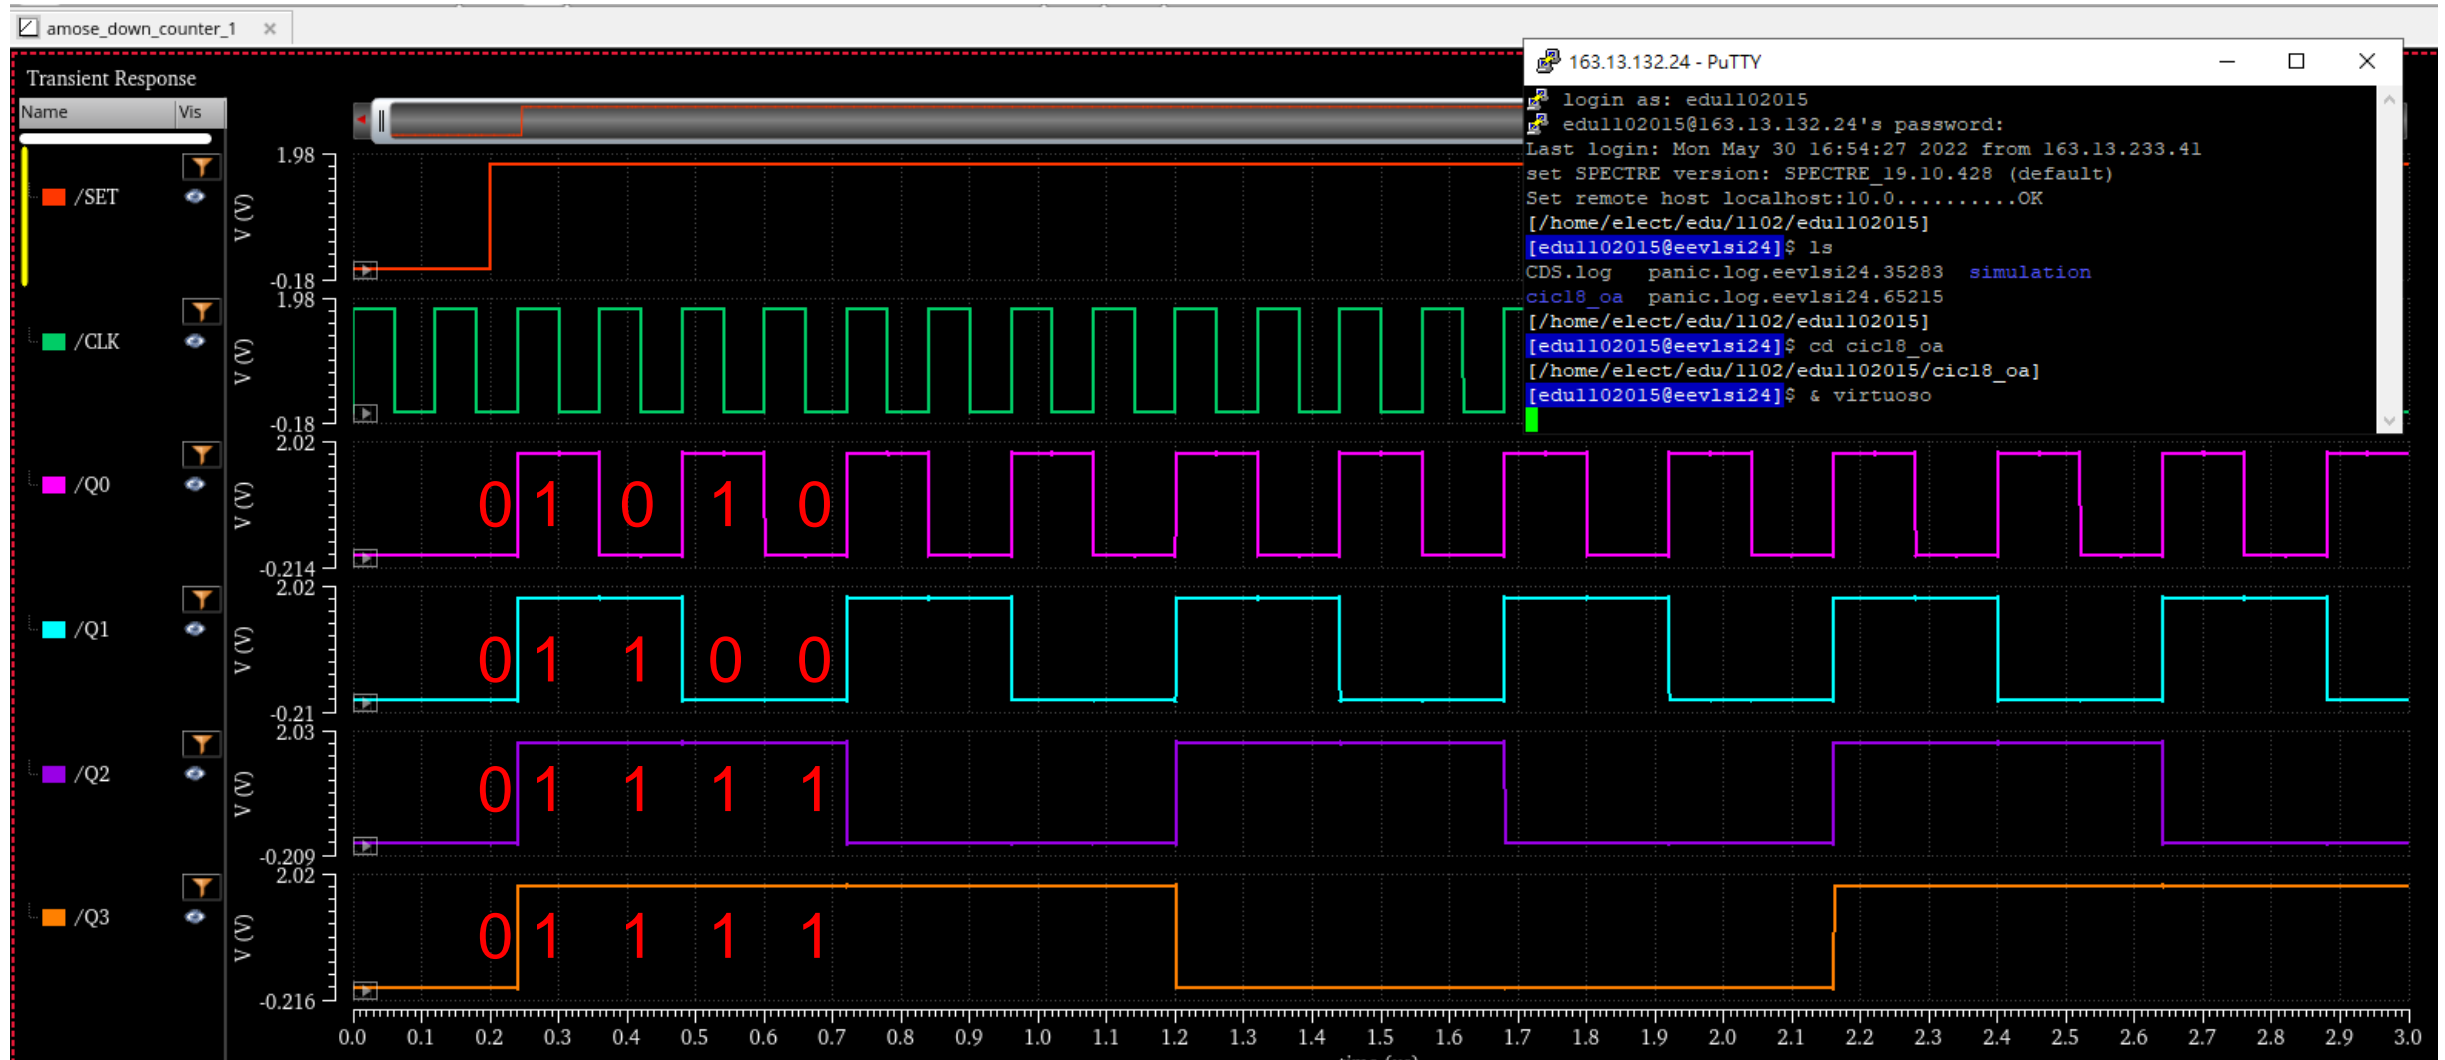 amose_down_counter_1
Transient Response
Name Vis
/SET
1.98
V (V)
-0.18
/CLK
1.98
V (V)
-0.18
/Q0
2.02
V (V)
-0.214
0 1 0 1 0
/Q1
2.02
V (V)
-0.21
0 1 1 0 0
/Q2
2.03
V (V)
-0.209
0 1 1 1 1
/Q3
2.02
V (V)
-0.216
0 1 1 1 1
0.0 0.1 0.2 0.3 0.4 0.5 0.6 0.7 0.8 0.9 1.0 1.1 1.2 1.3 1.4 1.5 1.6 1.7 1.8 1.9 2.0 2.1 2.2 2.3 2.4 2.5 2.6 2.7 2.8 2.9 3.0
163.13.132.24 - PuTTY
login as: edu1102015
edu1102015@163.13.132.24's password:
Last login: Mon May 30 16:54:27 2022 from 163.13.233.41
set SPECTRE version: SPECTRE_19.10.428 (default)
Set remote host localhost:10.0..........OK
[/home/elect/edu/1102/edu1102015]
[edu1102015@eevlsi24]$ ls
CDS.log panic.log.eevlsi24.35283 simulation
cic18_oa panic.log.eevlsi24.65215
[/home/elect/edu/1102/edu1102015]
[edu1102015@eevlsi24]$ cd cic18_oa
[/home/elect/edu/1102/edu1102015/cic18_oa]
[edu1102015@eevlsi24]$ & virtuoso